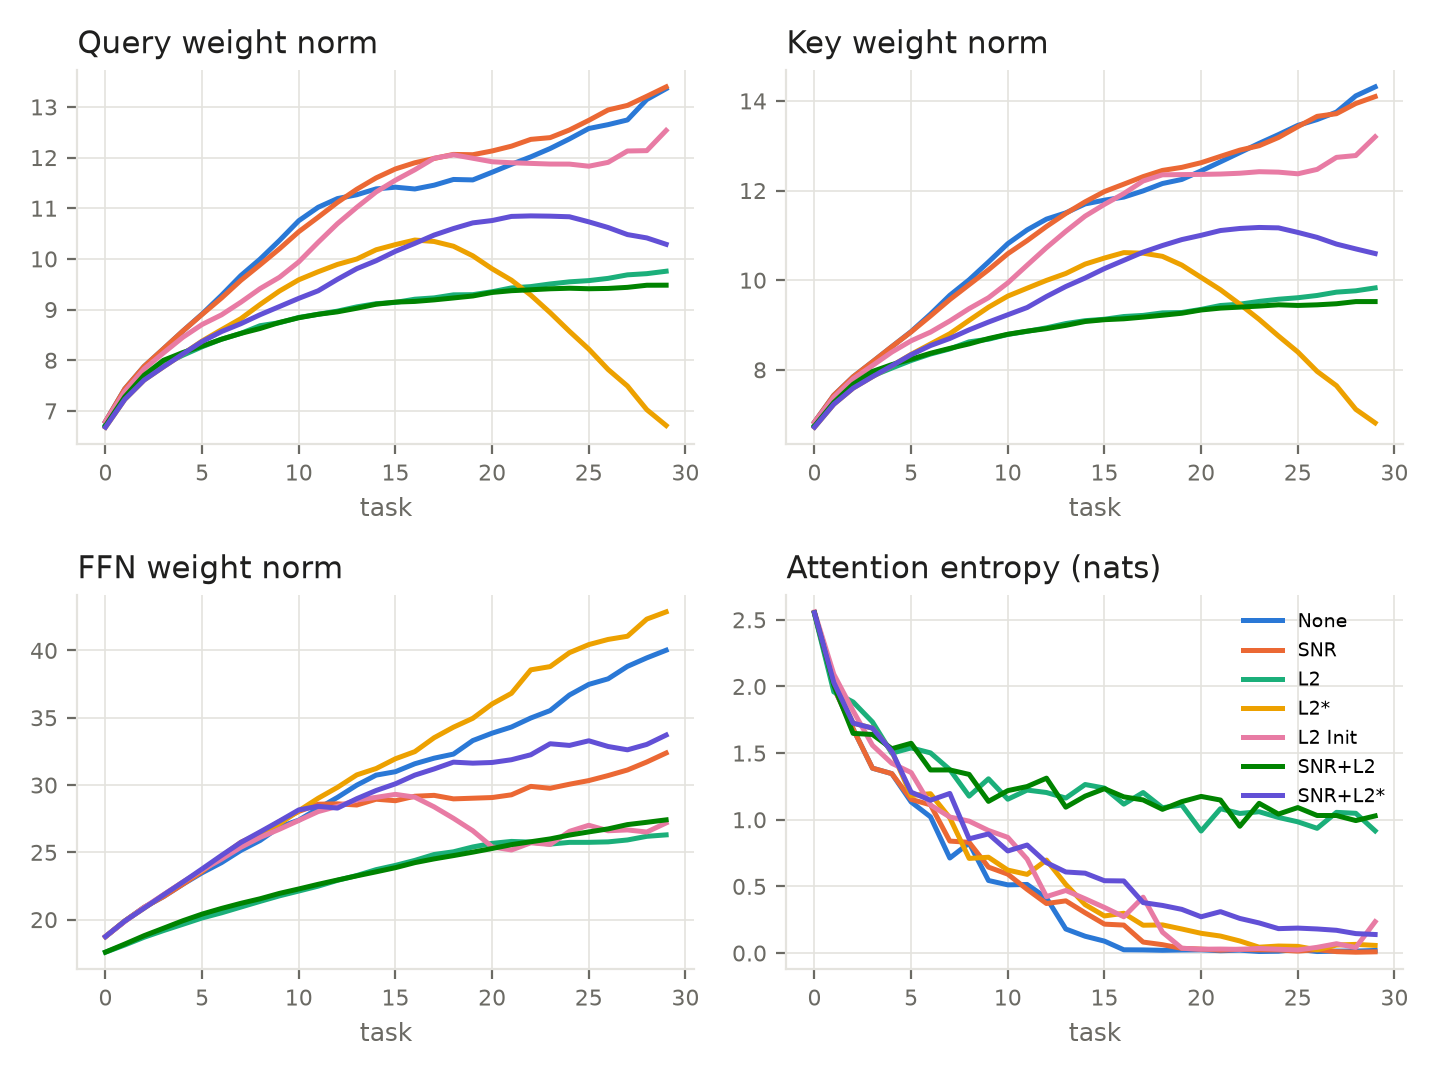 Query weight norm
13
12
11
10
9
8
7
0 5 10 15 20 25 30
task
Key weight norm
14
12
10
8
0 5 10 15 20 25 30
task
FFN weight norm
40
35
30
25
20
0 5 10 15 20 25 30
task
Attention entropy (nats)
2.5
2.0
1.5
1.0
0.5
0.0
None
SNR
L2
L2*
L2 Init
SNR+L2
SNR+L2*
0 5 10 15 20 25 30
task